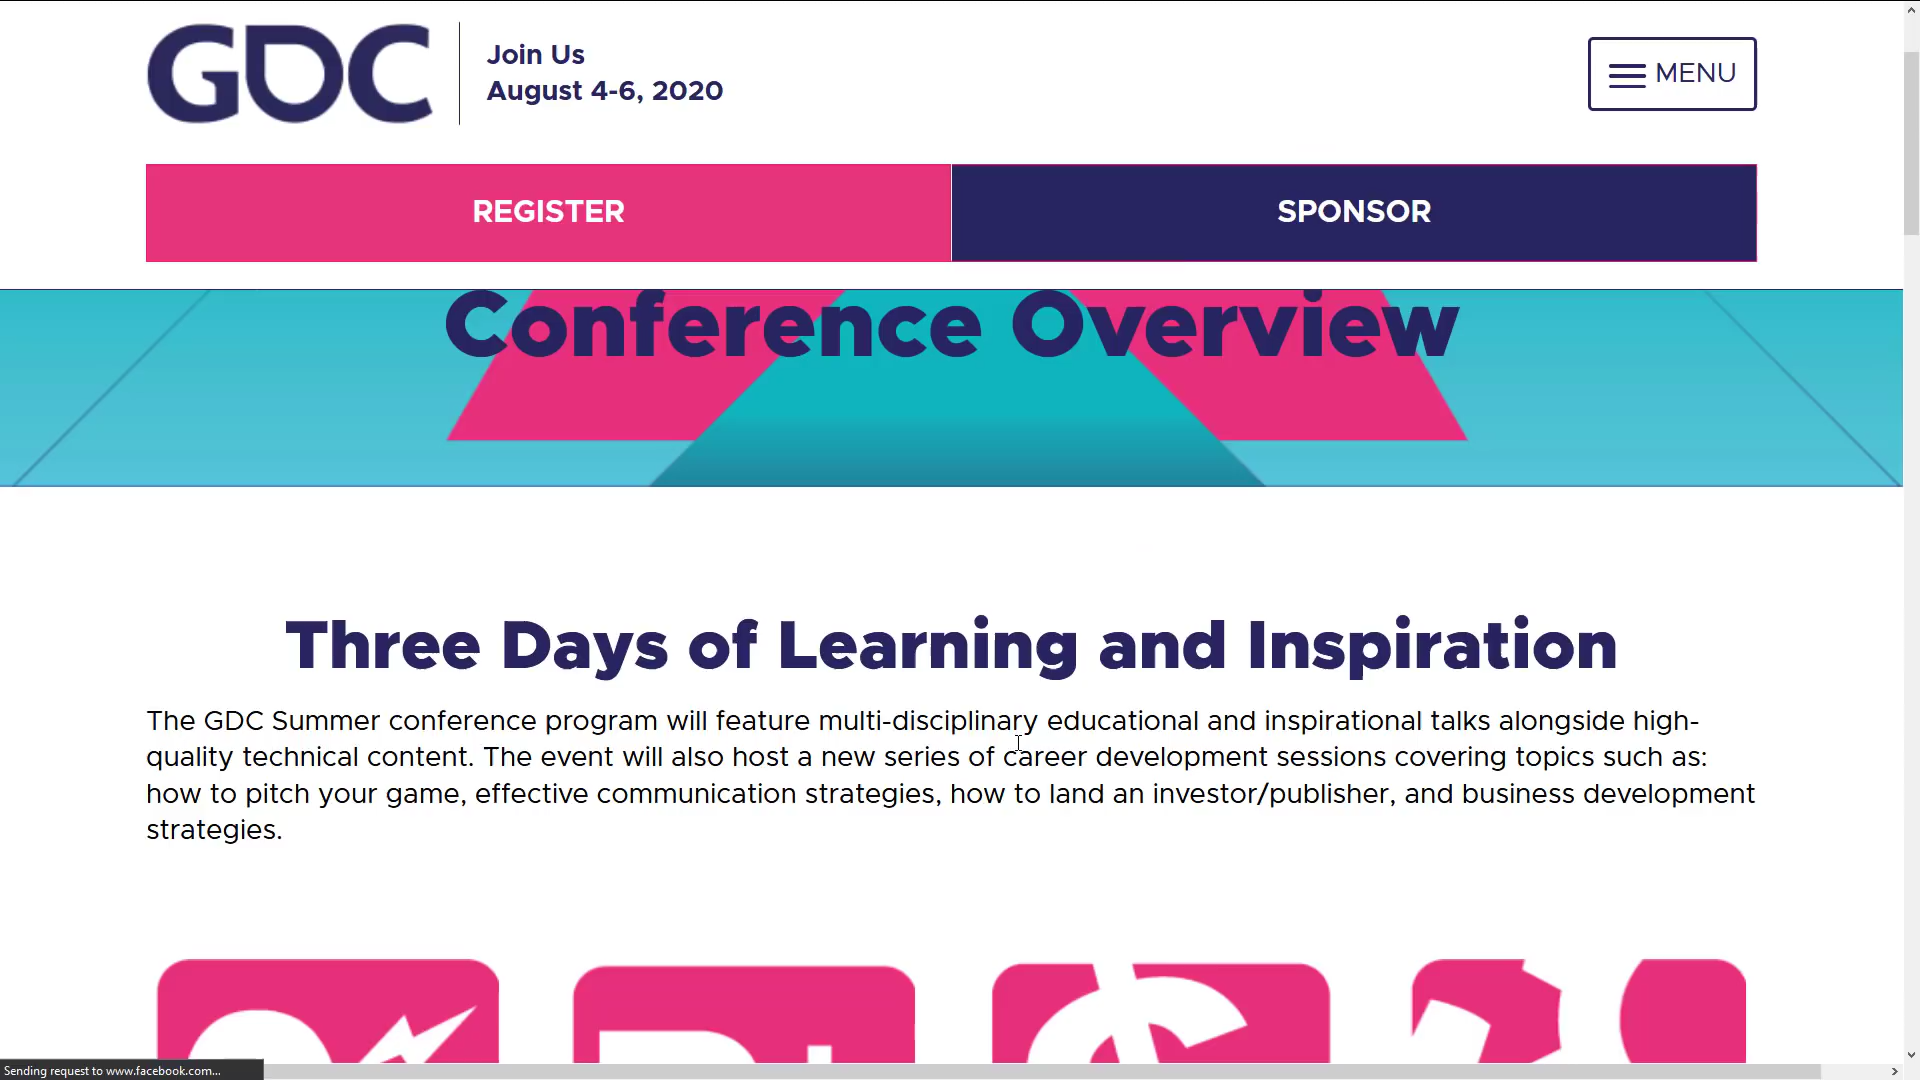 GDC
Join Us
August 4-6, 2020
MENU
REGISTER
SPONSOR
Conference Overview
Three Days of Learning and Inspiration
The GDC Summer conference program will feature multi-disciplinary educational and inspirational talks alongside high-
quality technical content. The event will also host a new series of career development sessions covering topics such as:
how to pitch your game, effective communication strategies, how to land an investor/publisher, and business development
strategies.
Sending request to www.facebook.com...